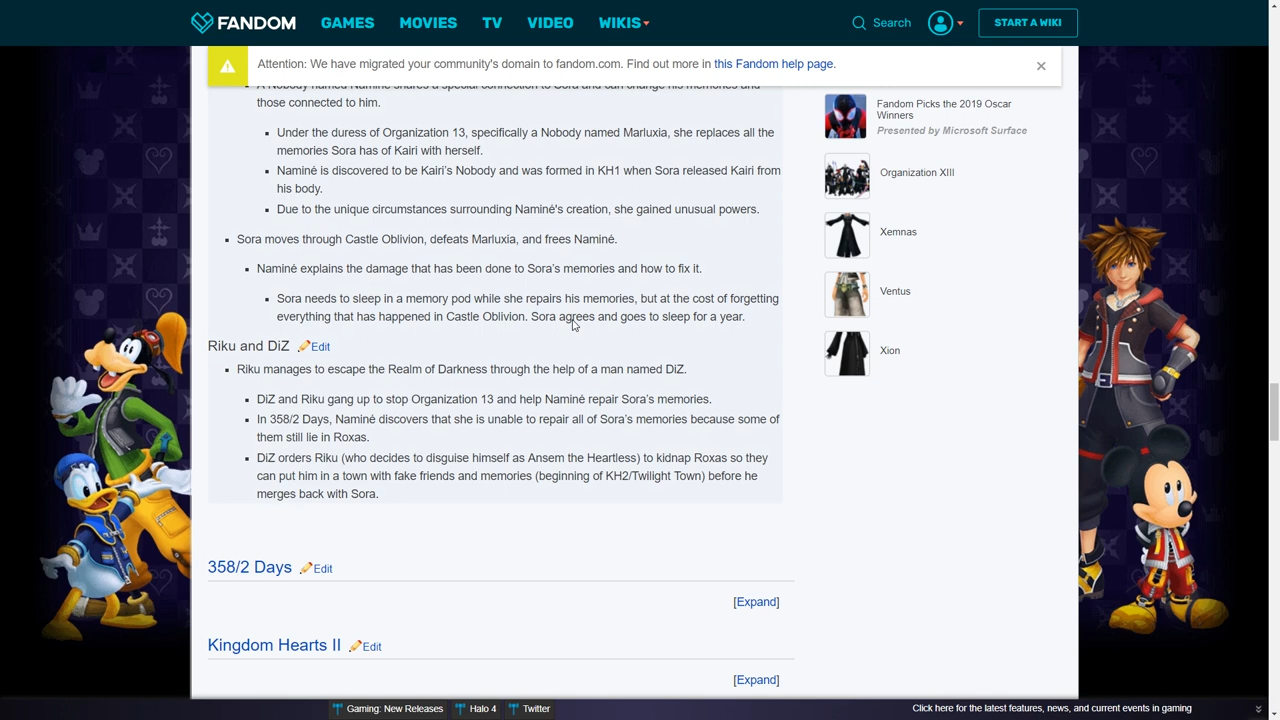 FANDOM GAMES MOVIES TV VIDEO WIKIS Search START A WIKI
Attention: We have migrated your community's domain to fandom.com. Find out more in this Fandom help page.
A Nobody named Naminé shares a special connection to Sora and can change his memories and
those connected to him.
Under the duress of Organization 13, specifically a Nobody named Marluxia, she replaces all the
memories Sora has of Kairi with herself.
Naminé is discovered to be Kairi's Nobody and was formed in KH1 when Sora released Kairi from
his body.
Due to the unique circumstances surrounding Naminé's creation, she gained unusual powers.
Sora moves through Castle Oblivion, defeats Marluxia, and frees Naminé.
Naminé explains the damage that has been done to Sora's memories and how to fix it.
Sora needs to sleep in a memory pod while she repairs his memories, but at the cost of forgetting
everything that has happened in Castle Oblivion. Sora agrees and goes to sleep for a year.
Riku and DiZ Edit
Riku manages to escape the Realm of Darkness through the help of a man named DiZ.
DiZ and Riku gang up to stop Organization 13 and help Naminé repair Sora's memories.
In 358/2 Days, Naminé discovers that she is unable to repair all of Sora's memories because some of
them still lie in Roxas.
DiZ orders Riku (who decides to disguise himself as Ansem the Heartless) to kidnap Roxas so they
can put him in a town with fake friends and memories (beginning of KH2/Twilight Town) before he
merges back with Sora.
358/2 Days Edit
[Expand]
Kingdom Hearts II Edit
[Expand]
Fandom Picks the 2019 Oscar
Winners
Presented by Microsoft Surface
Organization XIII
Xemnas
Ventus
Xion
Gaming: New Releases Halo 4 Twitter Click here for the latest features, news, and current events in gaming